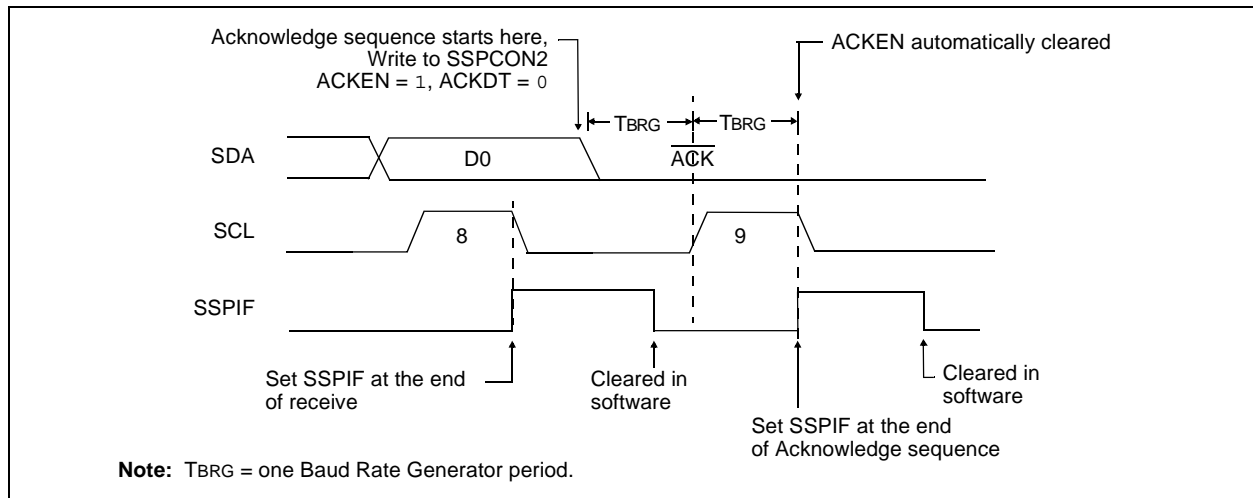 Acknowledge sequence starts here,
Write to SSPCON2
ACKEN = 1, ACKDT = 0
ACKEN automatically cleared
TBRG
TBRG
SDA
D0
ACK
SCL
8
9
SSPIF
Set SSPIF at the end
of receive
Cleared in
software
Set SSPIF at the end
of Acknowledge sequence
Cleared in
software
Note: TBRG = one Baud Rate Generator period.